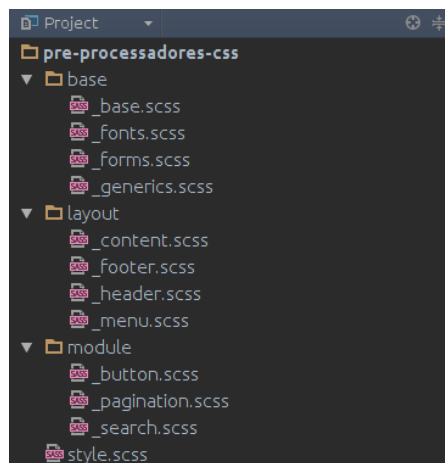 Project
pre-processadores-css
base
_base.scss
_fonts.scss
_forms.scss
_generics.scss
layout
_content.scss
_footer.scss
_header.scss
_menu.scss
module
_button.scss
_pagination.scss
_search.scss
style.scss